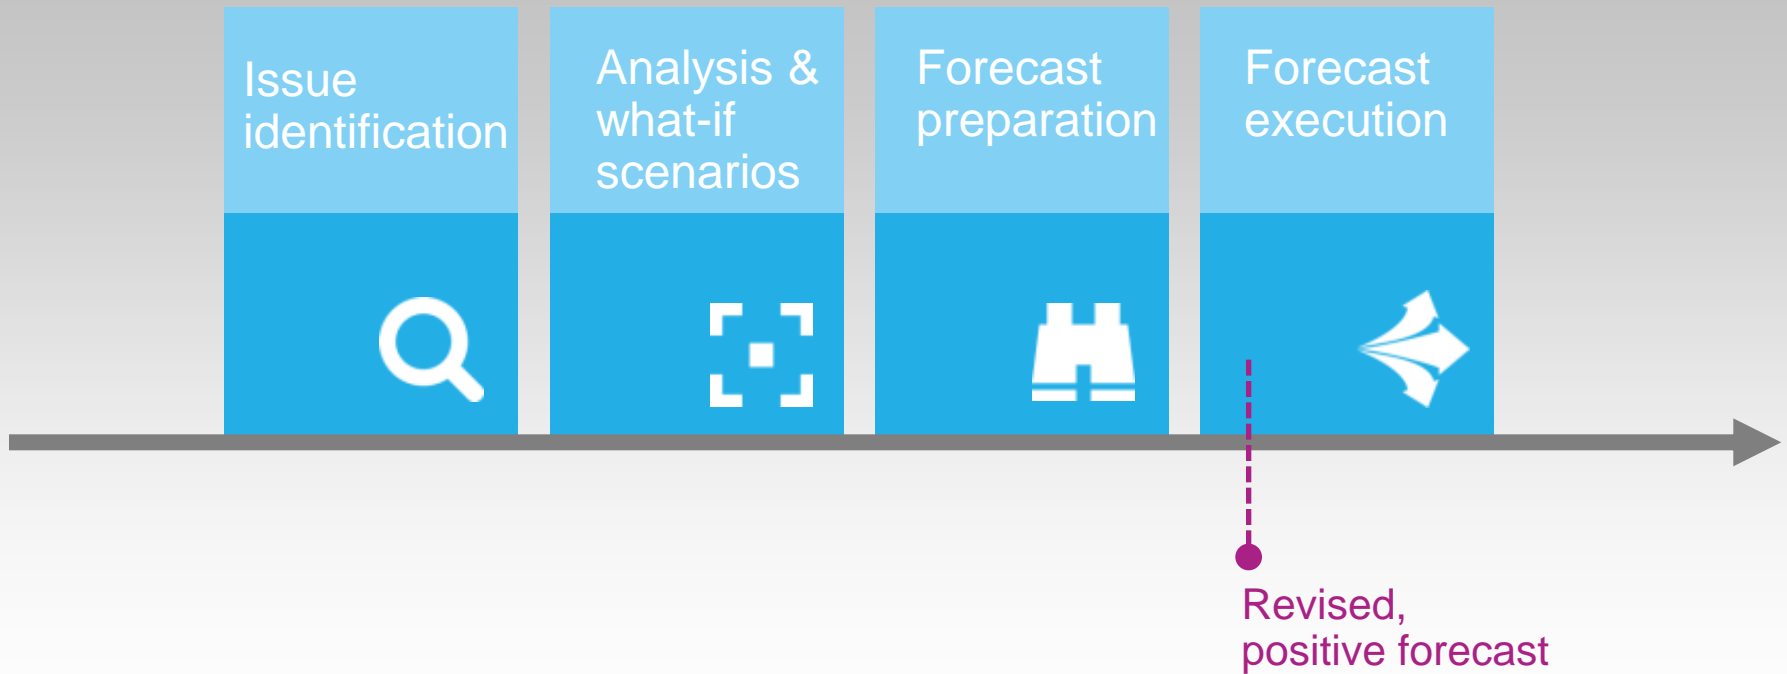 Issue
identification
Analysis &
what-if
scenarios
Forecast
preparation
Forecast
execution
Revised,
positive forecast